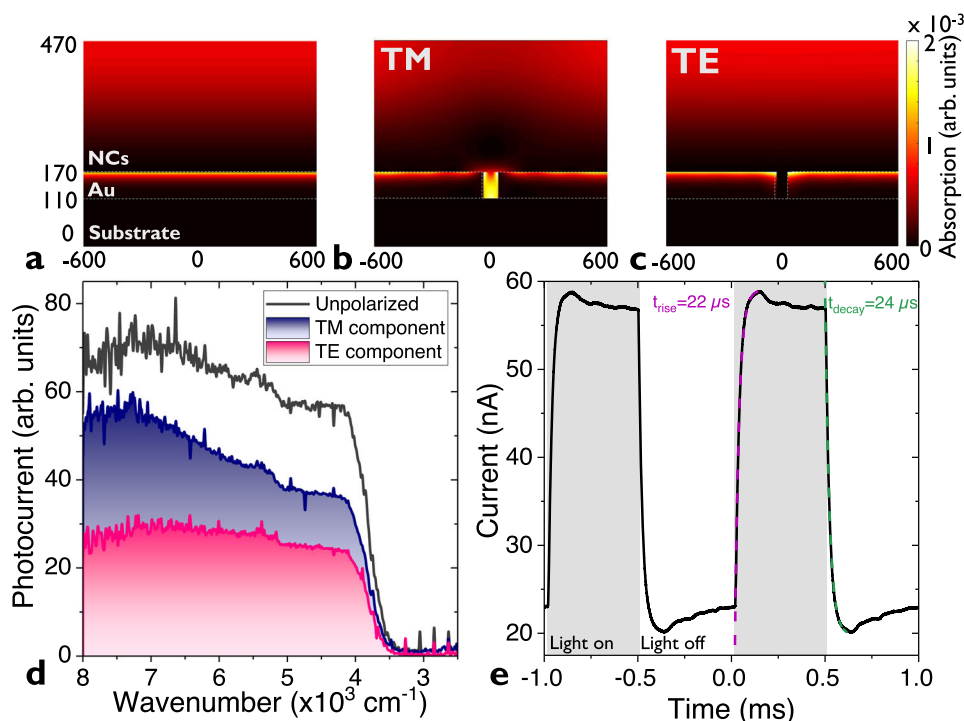 470
NCs
170
Au
110
Substrate
0
a
-600 0 600
TM
b
-600 0 600
TE
c
-600 0 600
x 10⁻³
2
1
0
Absorption (arb. units)
80
60
40
20
0
Photocurrent (arb. units)
Unpolarized
TM component
TE component
d
8 7 6 5 4 3
Wavenumber (x10³ cm⁻¹)
60
50
40
30
20
Current (nA)
t_rise=22 µs
t_decay=24 µs
Light on
Light off
e
-1.0 -0.5 0.0 0.5 1.0
Time (ms)